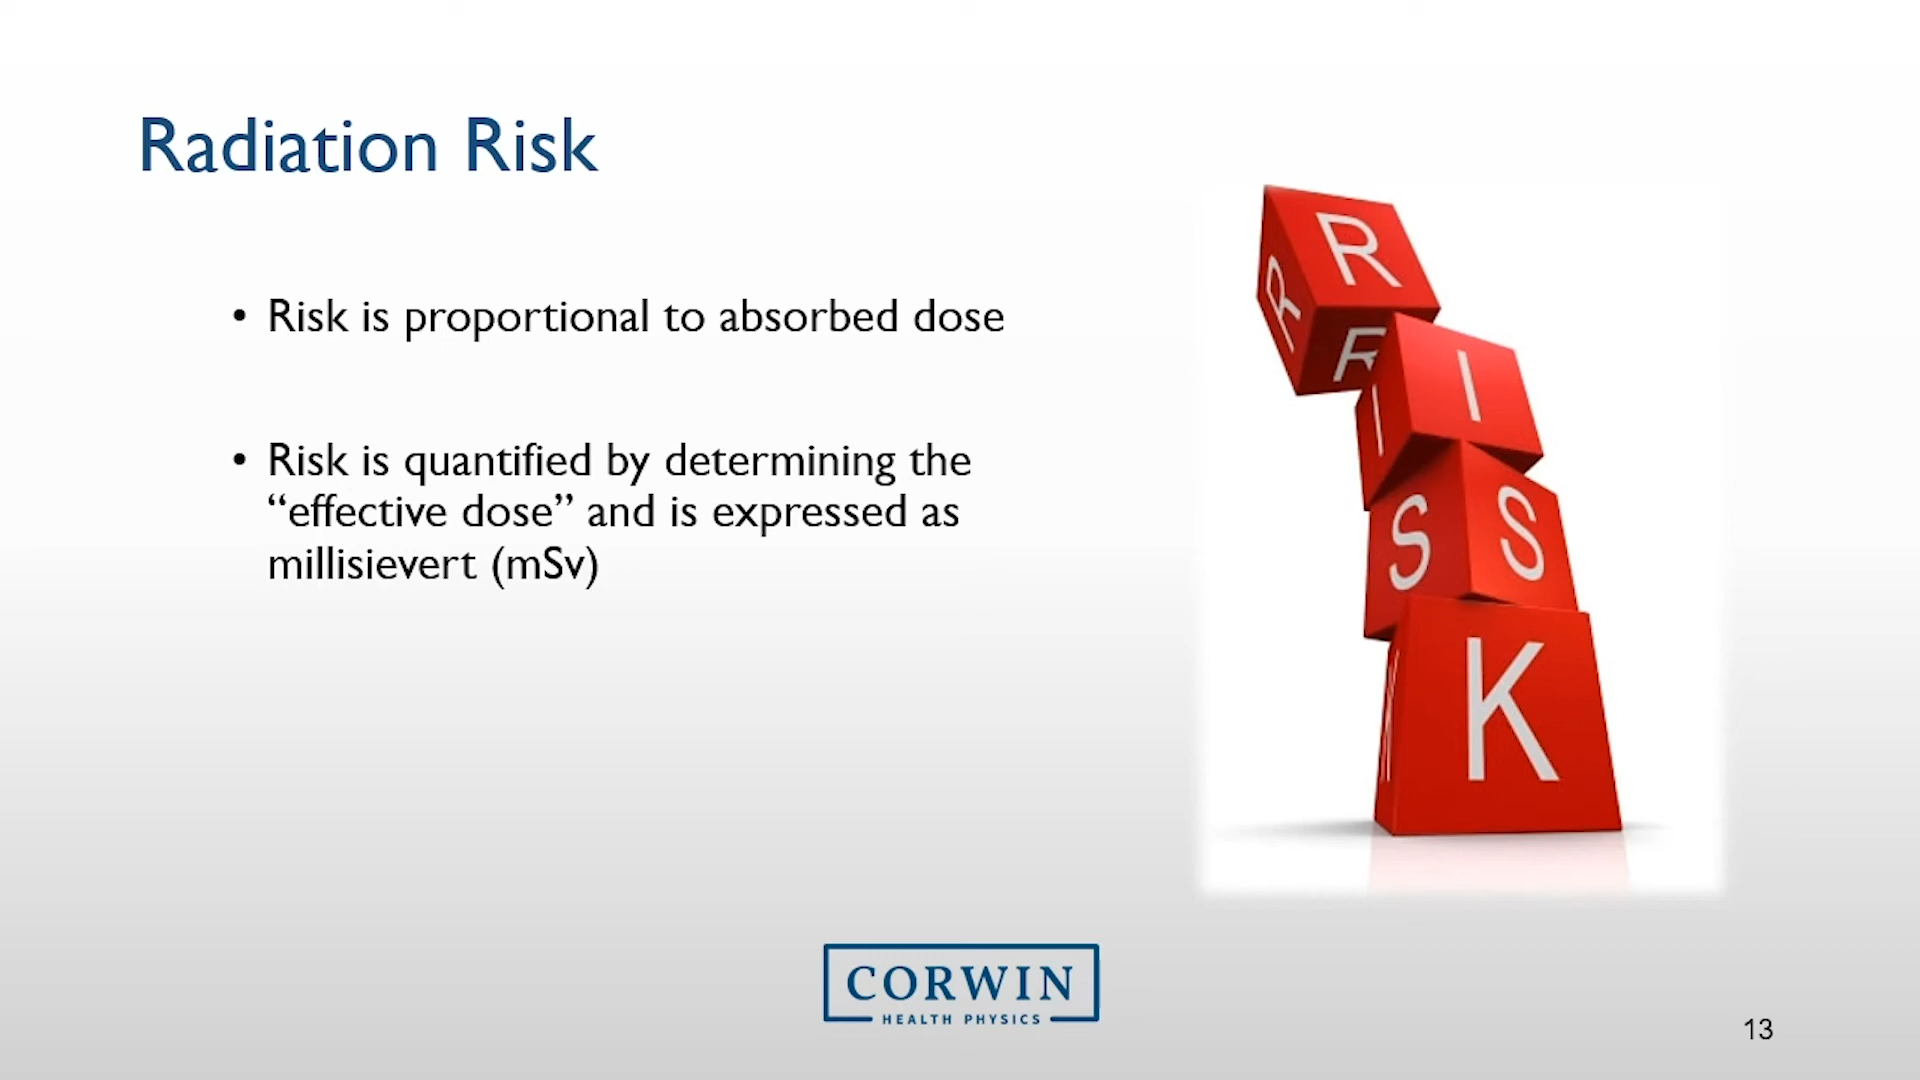 Radiation Risk
• Risk is proportional to absorbed dose
• Risk is quantified by determining the
“effective dose” and is expressed as
millisievert (mSv)
R
R
R
I
I
S
S
K
K
CORWIN
HEALTH PHYSICS
13